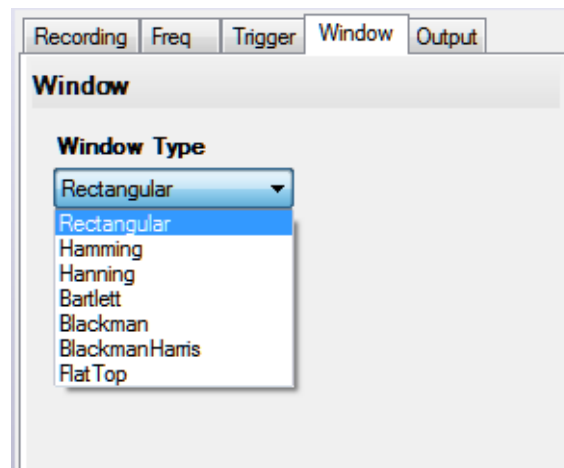 Recording Freq Trigger Window Output
Window
Window Type
Rectangular
Rectangular
Hamming
Hanning
Bartlett
Blackman
BlackmanHarris
FlatTop